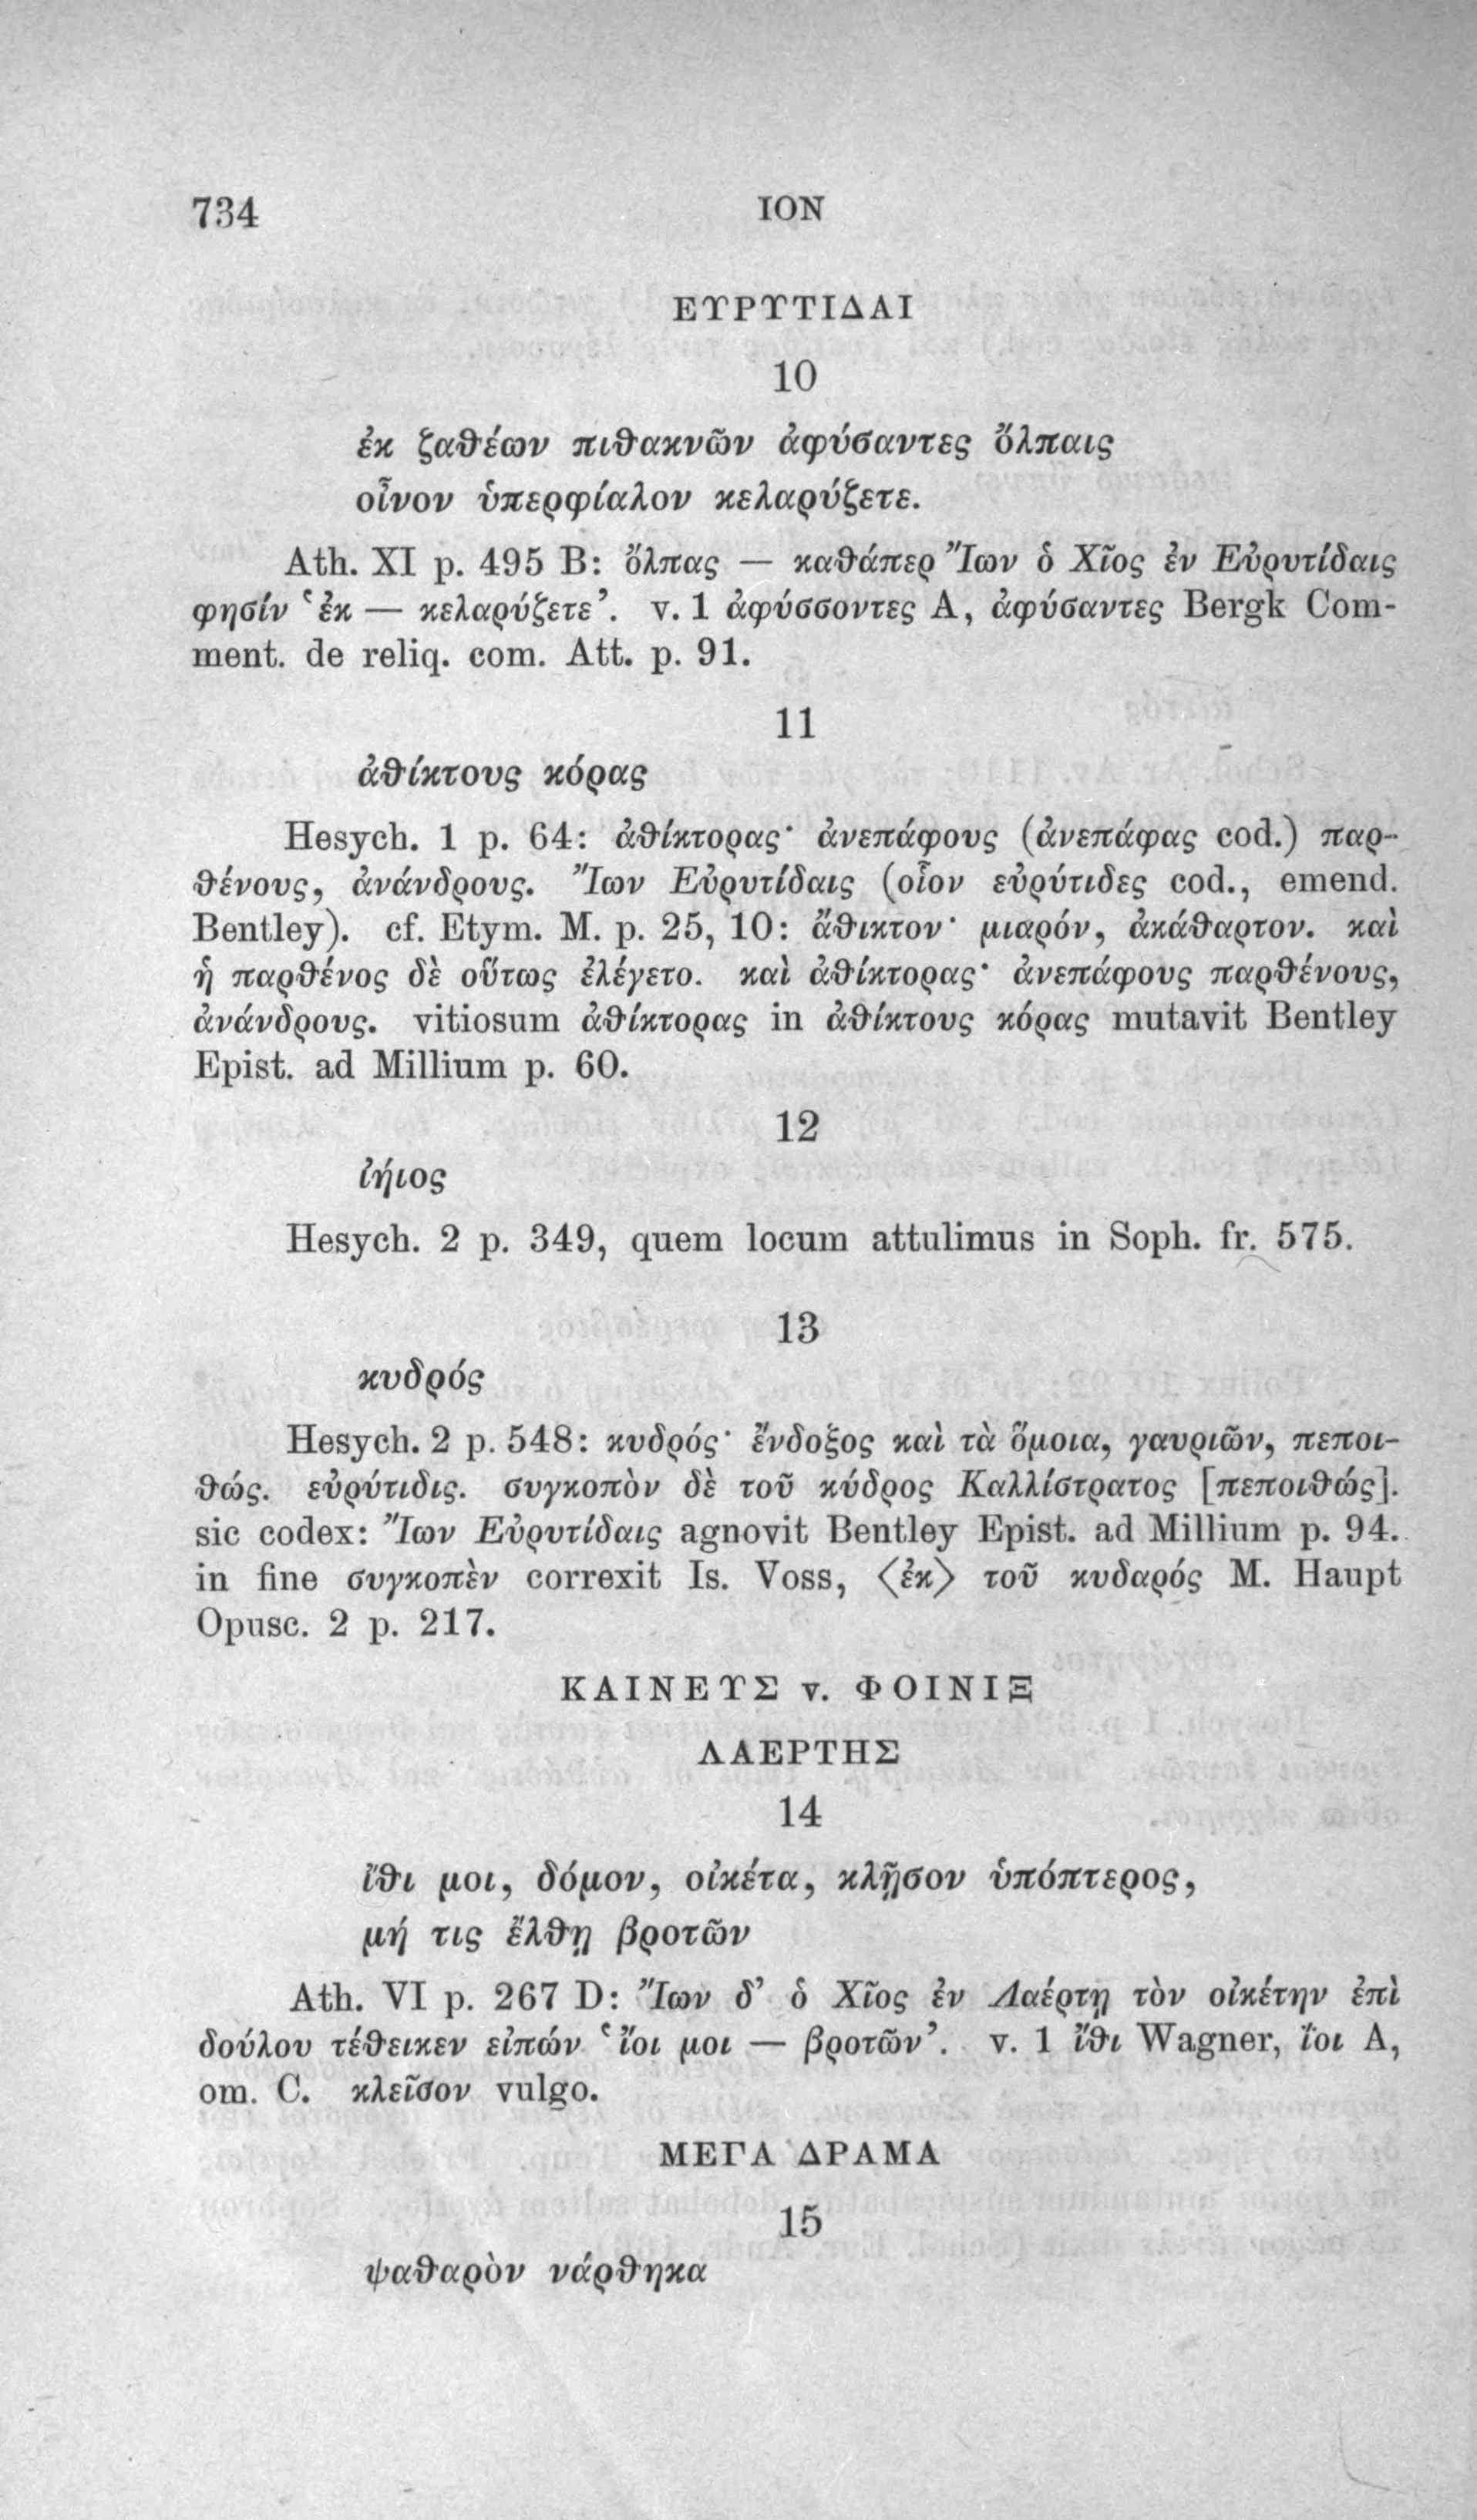 734
ION
ΕΥΡΥΤΙΔΑΙ
10
ἐκ ζαθέων πιθακνῶν ἀφύσαντες ὄλπαις
οἶνον ὑπερφίαλον κελαρύζετε.
Ath. XI p. 495 B: ὄλπας — καθάπερ Ἴων ὁ Χῖος ἐν Εὐρυτίδαις
φησίν ‘ἐκ — κελαρύζετε’. v. 1 ἀφύσσοντες A, ἀφύσαντες Bergk Com-
ment. de reliq. com. Att. p. 91.
11
ἀθίκτους κόρας
Hesych. 1 p. 64: ἀθίκτορας· ἀνεπάφους (ἀνεπάφας cod.) παρ-
θένους, ἀνάνδρους. Ἴων Εὐρυτίδαις (οἷον εὐρύτιδες cod., emend.
Bentley). cf. Etym. M. p. 25, 10: ἄθικτον· μιαρόν, ἀκάθαρτον. καὶ
ἡ παρθένος δὲ οὕτως ἐλέγετο. καὶ ἀθίκτορας· ἀνεπάφους παρθένους,
ἀνάνδρους. vitiosum ἀθίκτορας in ἀθίκτους κόρας mutavit Bentley
Epist. ad Millium p. 60.
12
ἰήιος
Hesych. 2 p. 349, quem locum attulimus in Soph. fr. 575.
13
κυδρός
Hesych. 2 p. 548: κυδρός· ἔνδοξος καὶ τὰ ὅμοια, γαυριῶν, πεποι-
θώς. εὐρύτιδις. συγκοπὸν δὲ τοῦ κύδρος Καλλίστρατος [πεποιθώς].
sic codex: Ἴων Εὐρυτίδαις agnovit Bentley Epist. ad Millium p. 94.
in fine συγκοπὲν correxit Is. Voss, ⟨ἐκ⟩ τοῦ κυδαρός M. Haupt
Opusc. 2 p. 217.
ΚΑΙΝΕΥΣ v. ΦΟΙΝΙΞ
ΛΑΕΡΤΗΣ
14
ἴθι μοι, δόμον, οἰκέτα, κλῇσον ὑπόπτερος,
μή τις ἔλθῃ βροτῶν
Ath. VI p. 267 D: Ἴων δ’ ὁ Χῖος ἐν Λαέρτῃ τὸν οἰκέτην ἐπὶ
δούλου τέθεικεν εἰπών ‘ἴοι μοι — βροτῶν’. v. 1 ἴθι Wagner, ΐοι A,
om. C. κλεῖσον vulgo.
ΜΕΓΑ ΔΡΑΜΑ
15
ψαθαρὸν νάρθηκα